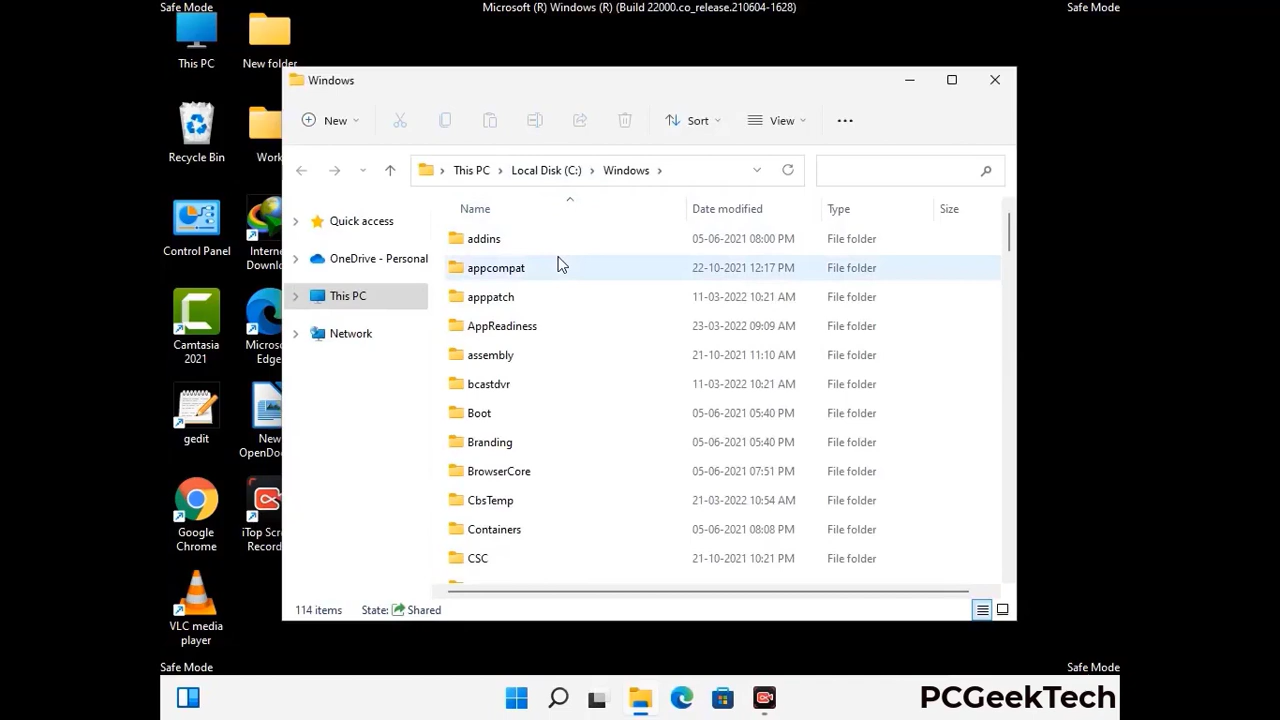 Safe Mode
Microsoft (R) Windows (R) (Build 22000.co_release.210604-1628)
Safe Mode
This PC
New folder
Recycle Bin
Work
Control Panel
Internet
Downl
Camtasia
2021
Micros
Edge
gedit
New
OpenDo
Google
Chrome
iTop Scr
Record
VLC media
player
Windows
New
Sort
View
This PC
Local Disk (C:)
Windows
Quick access
OneDrive - Personal
This PC
Network
Name Date modified Type Size
addins 05-06-2021 08:00 PM File folder
appcompat 22-10-2021 12:17 PM File folder
apppatch 11-03-2022 10:21 AM File folder
AppReadiness 23-03-2022 09:09 AM File folder
assembly 21-10-2021 11:10 AM File folder
bcastdvr 11-03-2022 10:21 AM File folder
Boot 05-06-2021 05:40 PM File folder
Branding 05-06-2021 05:40 PM File folder
BrowserCore 05-06-2021 07:51 PM File folder
CbsTemp 21-03-2022 10:54 AM File folder
Containers 05-06-2021 08:08 PM File folder
CSC 21-10-2021 10:21 PM File folder
114 items State: Shared
Safe Mode
Safe Mode
PCGeekTech